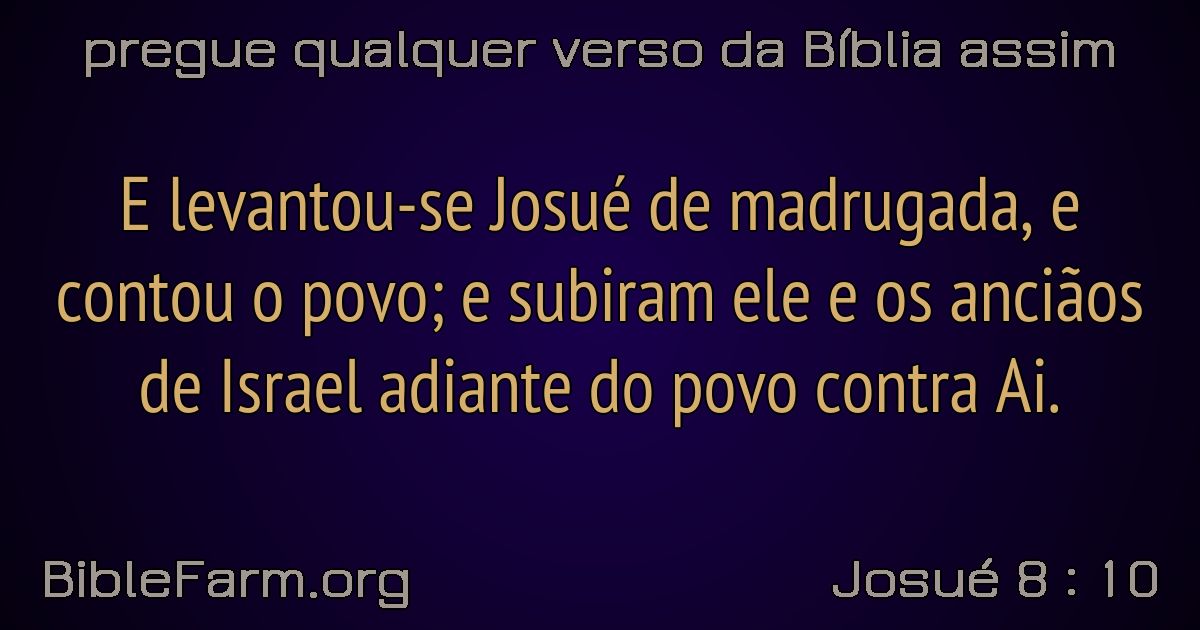 pregue qualquer verso da Bíblia assim
E levantou-se Josué de madrugada, e
contou o povo; e subiram ele e os anciãos
de Israel adiante do povo contra Ai.
BibleFarm.org
Josué 8 : 10